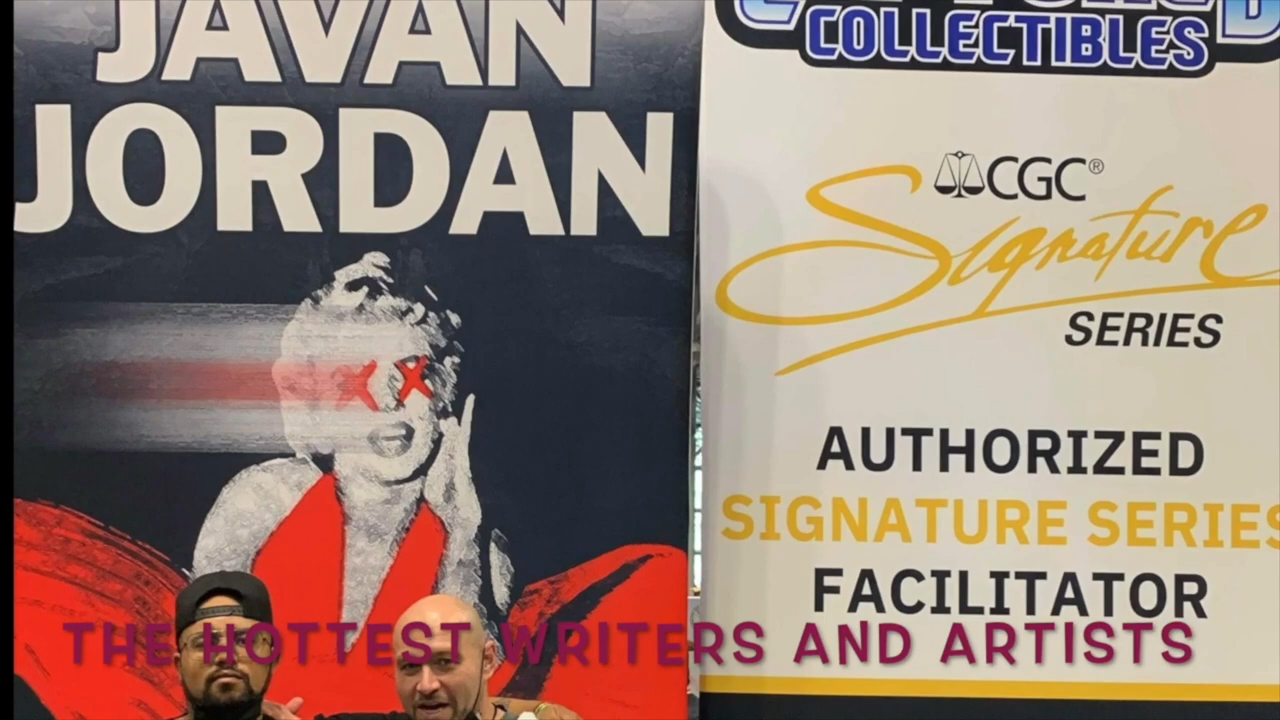 JAVAN
JORDAN
COLLECTIBLES
CGC®
Signature
SERIES
AUTHORIZED
SIGNATURE SERIES
FACILITATOR
THE HOTTEST WRITERS AND ARTISTS